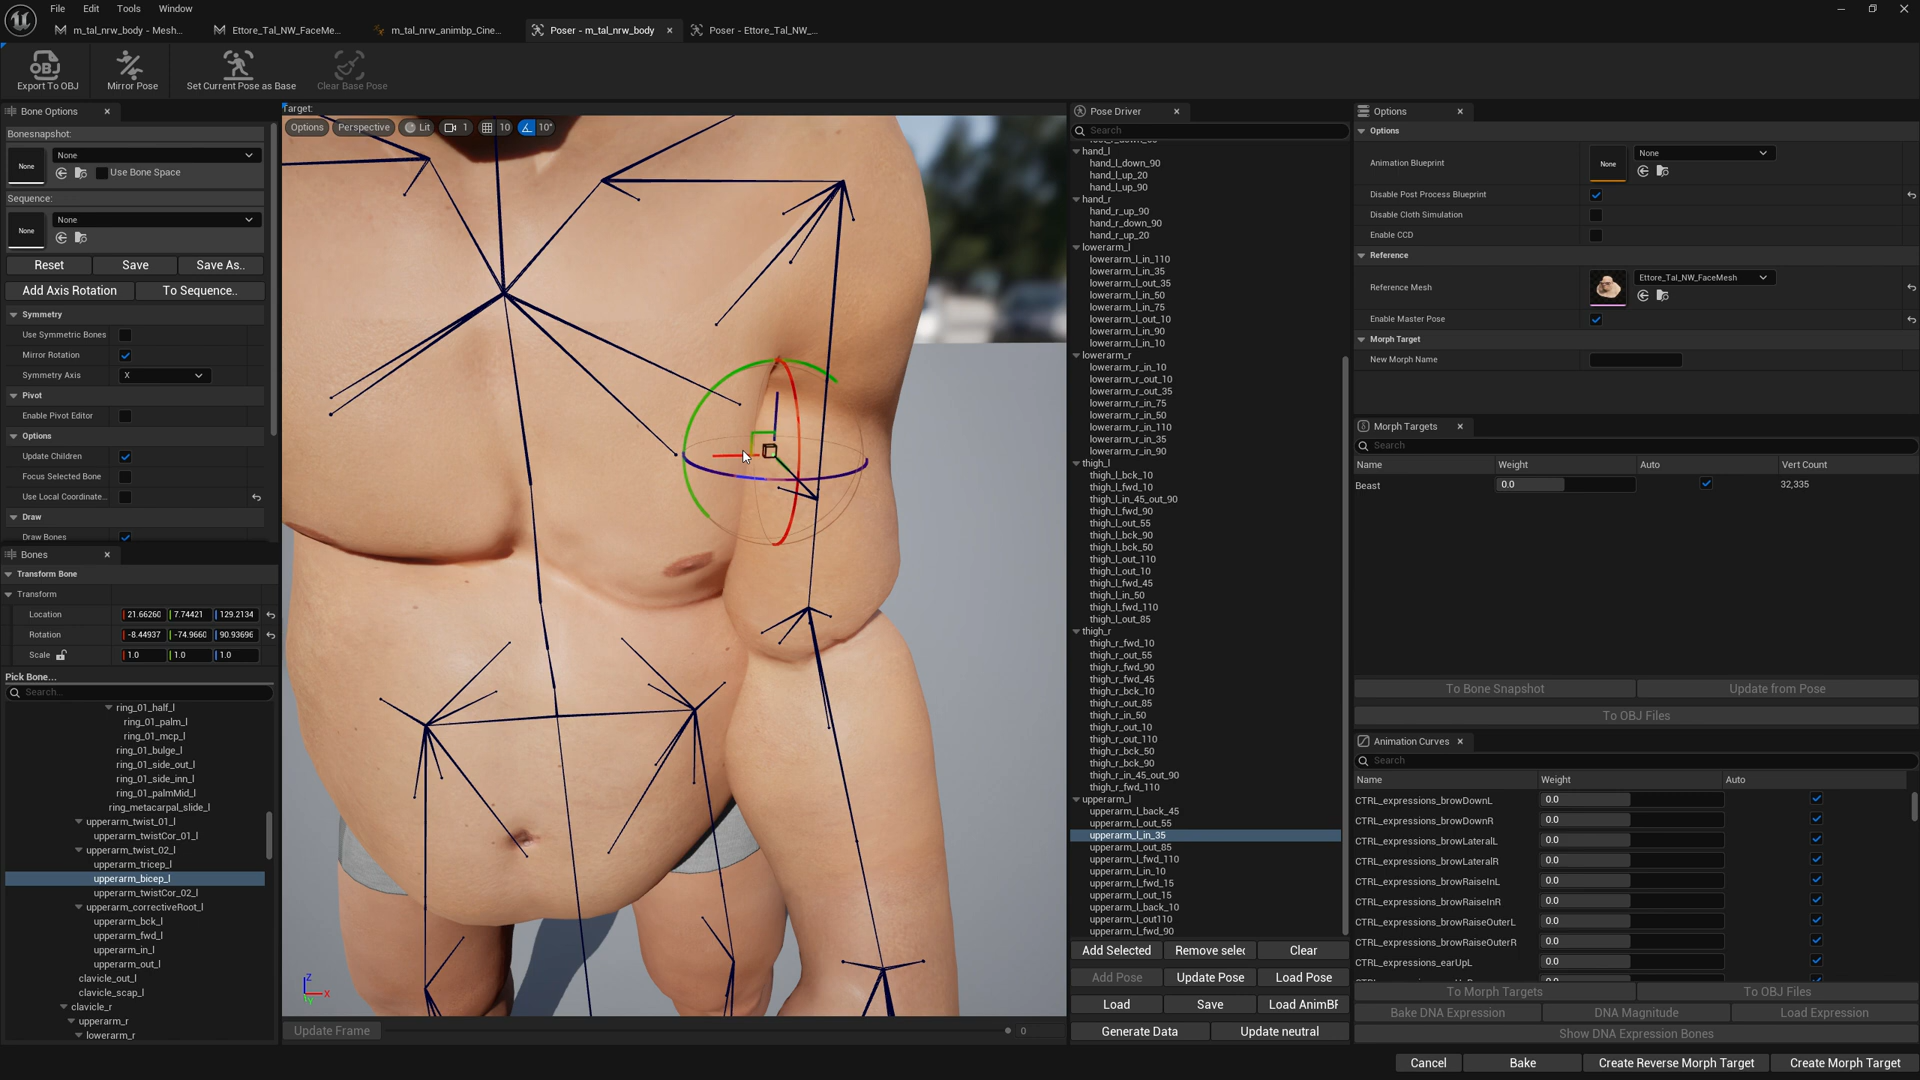 File Edit Tools Window
m_tal_nrw_body - Mesh...
Ettore_Tal_NW_FaceMe...
m_tal_nrw_animbp_Cine...
Poser - m_tal_nrw_body
Poser - Ettore_Tal_NW_...
Export To OBJ
Mirror Pose
Set Current Pose as Base
Clear Base Pose
Bone Options
Bonesnapshot:
None
None
Use Bone Space
Sequence:
None
None
Reset
Save
Save As..
Add Axis Rotation
To Sequence..
Symmetry
Use Symmetric Bones
Mirror Rotation
Symmetry Axis
X
Pivot
Enable Pivot Editor
Options
Update Children
Focus Selected Bone
Use Local Coordinate...
Draw
Draw Bones
Bones
Transform Bone
Transform
Location 21.66260 7.74421 129.2134
Rotation -8.44937 -74.9660 90.93696
Scale 1.0 1.0 1.0
Pick Bone...
Search...
ring_01_half_l
ring_01_palm_l
ring_01_mcp_l
ring_01_bulge_l
ring_01_side_out_l
ring_01_side_inn_l
ring_01_palmMid_l
ring_metacarpal_slide_l
upperarm_twist_01_l
upperarm_twistCor_01_l
upperarm_twist_02_l
upperarm_tricep_l
upperarm_bicep_l
upperarm_twistCor_02_l
upperarm_correctiveRoot_l
upperarm_bck_l
upperarm_fwd_l
upperarm_in_l
upperarm_out_l
clavicle_out_l
clavicle_scap_l
clavicle_r
upperarm_r
lowerarm_r
Target:
Options
Perspective
Lit
1
10
10°
Z
X
Y
Update Frame
0
Pose Driver
Search
hand_l
hand_l_down_90
hand_l_up_20
hand_l_up_90
hand_r
hand_r_up_90
hand_r_down_90
hand_r_up_20
lowerarm_l
lowerarm_l_in_110
lowerarm_l_in_35
lowerarm_l_out_35
lowerarm_l_in_50
lowerarm_l_in_75
lowerarm_l_out_10
lowerarm_l_in_90
lowerarm_l_in_10
lowerarm_r
lowerarm_r_in_10
lowerarm_r_out_10
lowerarm_r_out_35
lowerarm_r_in_75
lowerarm_r_in_50
lowerarm_r_in_110
lowerarm_r_in_35
lowerarm_r_in_90
thigh_l
thigh_l_bck_10
thigh_l_fwd_10
thigh_l_in_45_out_90
thigh_l_fwd_90
thigh_l_out_55
thigh_l_bck_90
thigh_l_bck_50
thigh_l_out_110
thigh_l_out_10
thigh_l_fwd_45
thigh_l_in_50
thigh_l_fwd_110
thigh_l_out_85
thigh_r
thigh_r_fwd_10
thigh_r_out_55
thigh_r_fwd_90
thigh_r_fwd_45
thigh_r_bck_10
thigh_r_out_85
thigh_r_in_50
thigh_r_out_10
thigh_r_out_110
thigh_r_bck_50
thigh_r_bck_90
thigh_r_in_45_out_90
thigh_r_fwd_110
upperarm_l
upperarm_l_back_45
upperarm_l_out_55
upperarm_l_in_35
upperarm_l_out_85
upperarm_l_fwd_110
upperarm_l_in_10
upperarm_l_fwd_15
upperarm_l_out_15
upperarm_l_back_10
upperarm_l_out110
upperarm_l_fwd_90
Add Selected
Remove selec
Clear
Add Pose
Update Pose
Load Pose
Load
Save
Load AnimBF
Generate Data
Update neutral
Options
Options
Animation Blueprint
None
None
Disable Post Process Blueprint
Disable Cloth Simulation
Enable CCD
Reference
Reference Mesh
Ettore_Tal_NW_FaceMesh
Enable Master Pose
Morph Target
New Morph Name
Morph Targets
Search
Name Weight Auto Vert Count
Beast 0.0 32,335
To Bone Snapshot
Update from Pose
To OBJ Files
Animation Curves
Search
Name Weight Auto
CTRL_expressions_browDownL 0.0
CTRL_expressions_browDownR 0.0
CTRL_expressions_browLateralL 0.0
CTRL_expressions_browLateralR 0.0
CTRL_expressions_browRaiseInL 0.0
CTRL_expressions_browRaiseInR 0.0
CTRL_expressions_browRaiseOuterL 0.0
CTRL_expressions_browRaiseOuterR 0.0
CTRL_expressions_earUpL 0.0
To Morph Targets
To OBJ Files
Bake DNA Expression
DNA Magnitude
Load Expression
Show DNA Expression Bones
Cancel
Bake
Create Reverse Morph Target
Create Morph Target